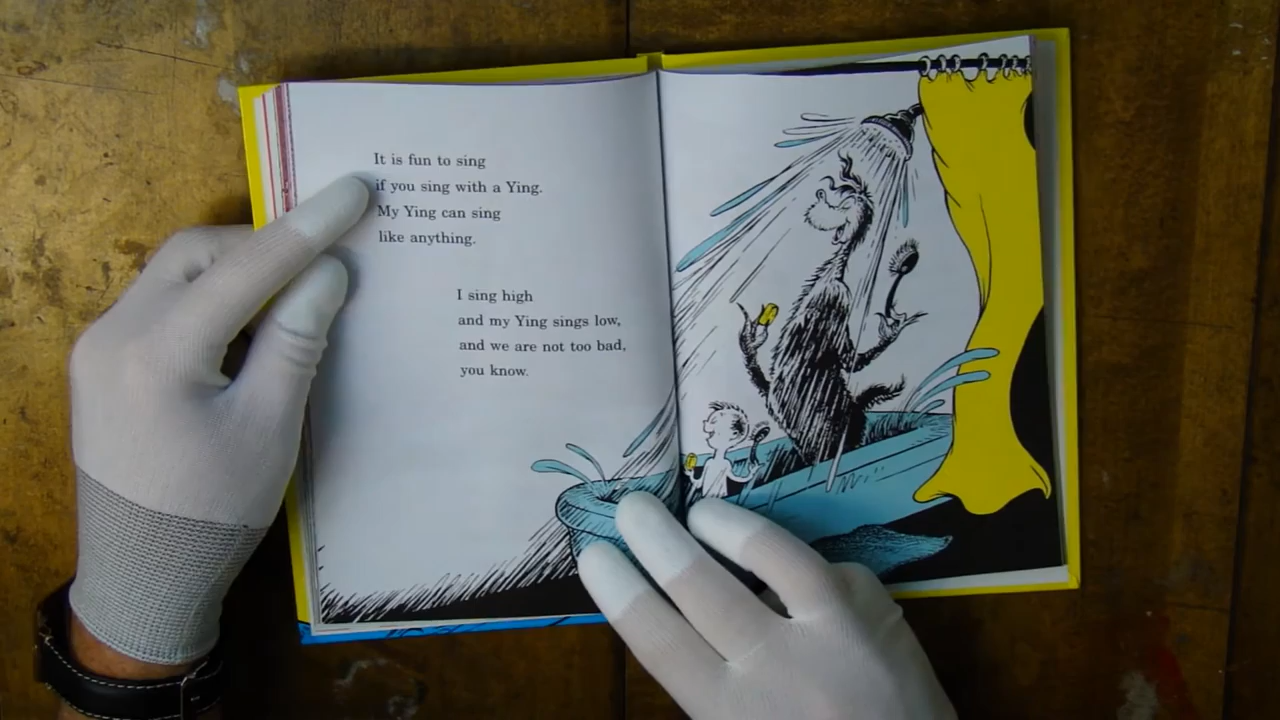 It is fun to sing
if you sing with a Ying.
My Ying can sing
like anything.
I sing high
and my Ying sings low,
and we are not too bad,
you know.